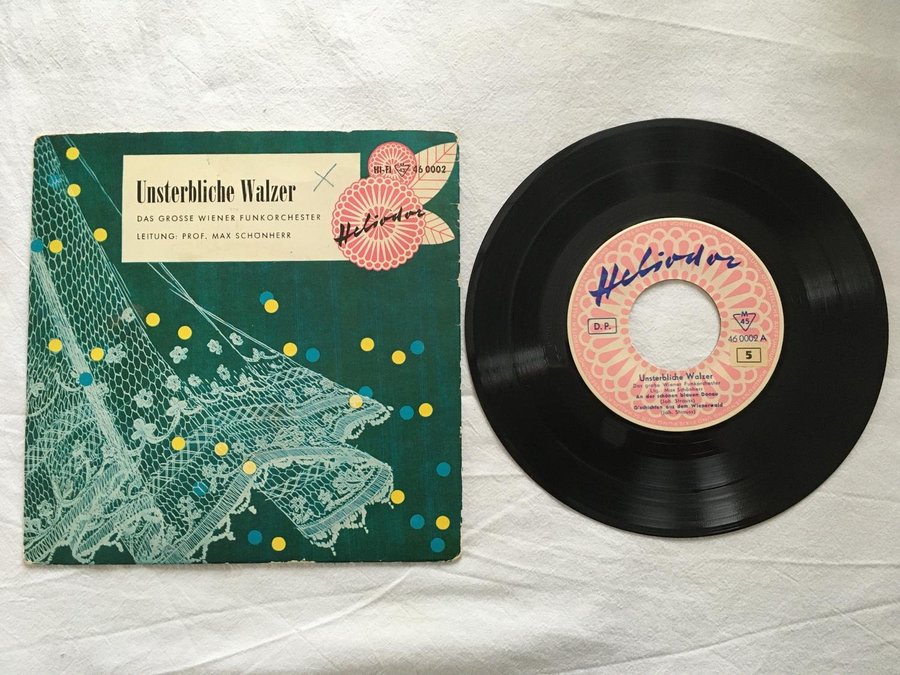 Unsterbliche Walzer
DAS GROSSE WIENER FUNKORCHESTER
LEITUNG: PROF. MAX SCHÖNHERR
HI-FI M 45 46 0002
Heliodor
Heliodor
D. P.
M
45
46 0002 A
5
Unsterbliche Walzer
Das große Wiener Funkorchester
Ltg. Max Schönherr
An der schönen blauen Donau
(Joh. Strauss)
G'schichten aus dem Wienerwald
(Joh. Strauss)